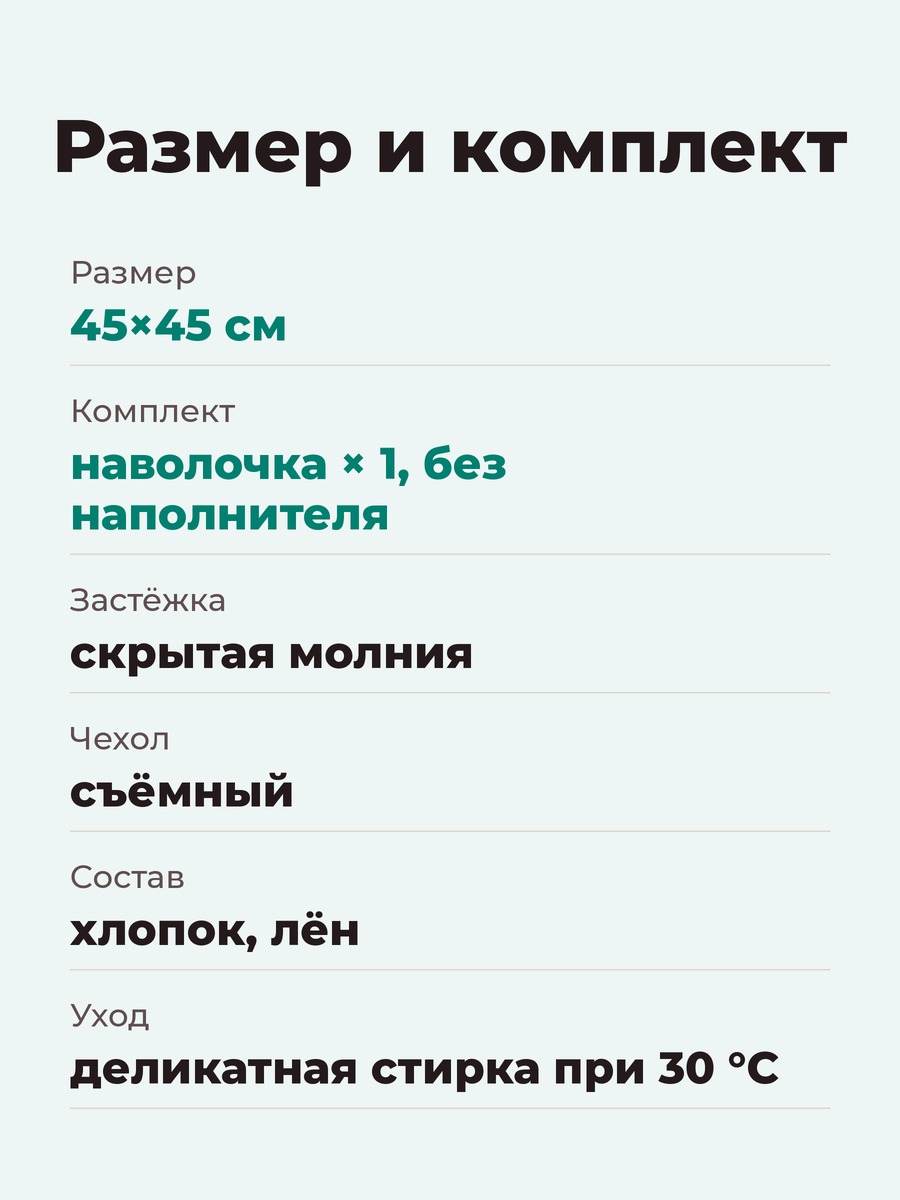 Размер и комплект
Размер
45×45 см
Комплект
наволочка × 1, без
наполнителя
Застёжка
скрытая молния
Чехол
съёмный
Состав
хлопок, лён
Уход
деликатная стирка при 30 °C